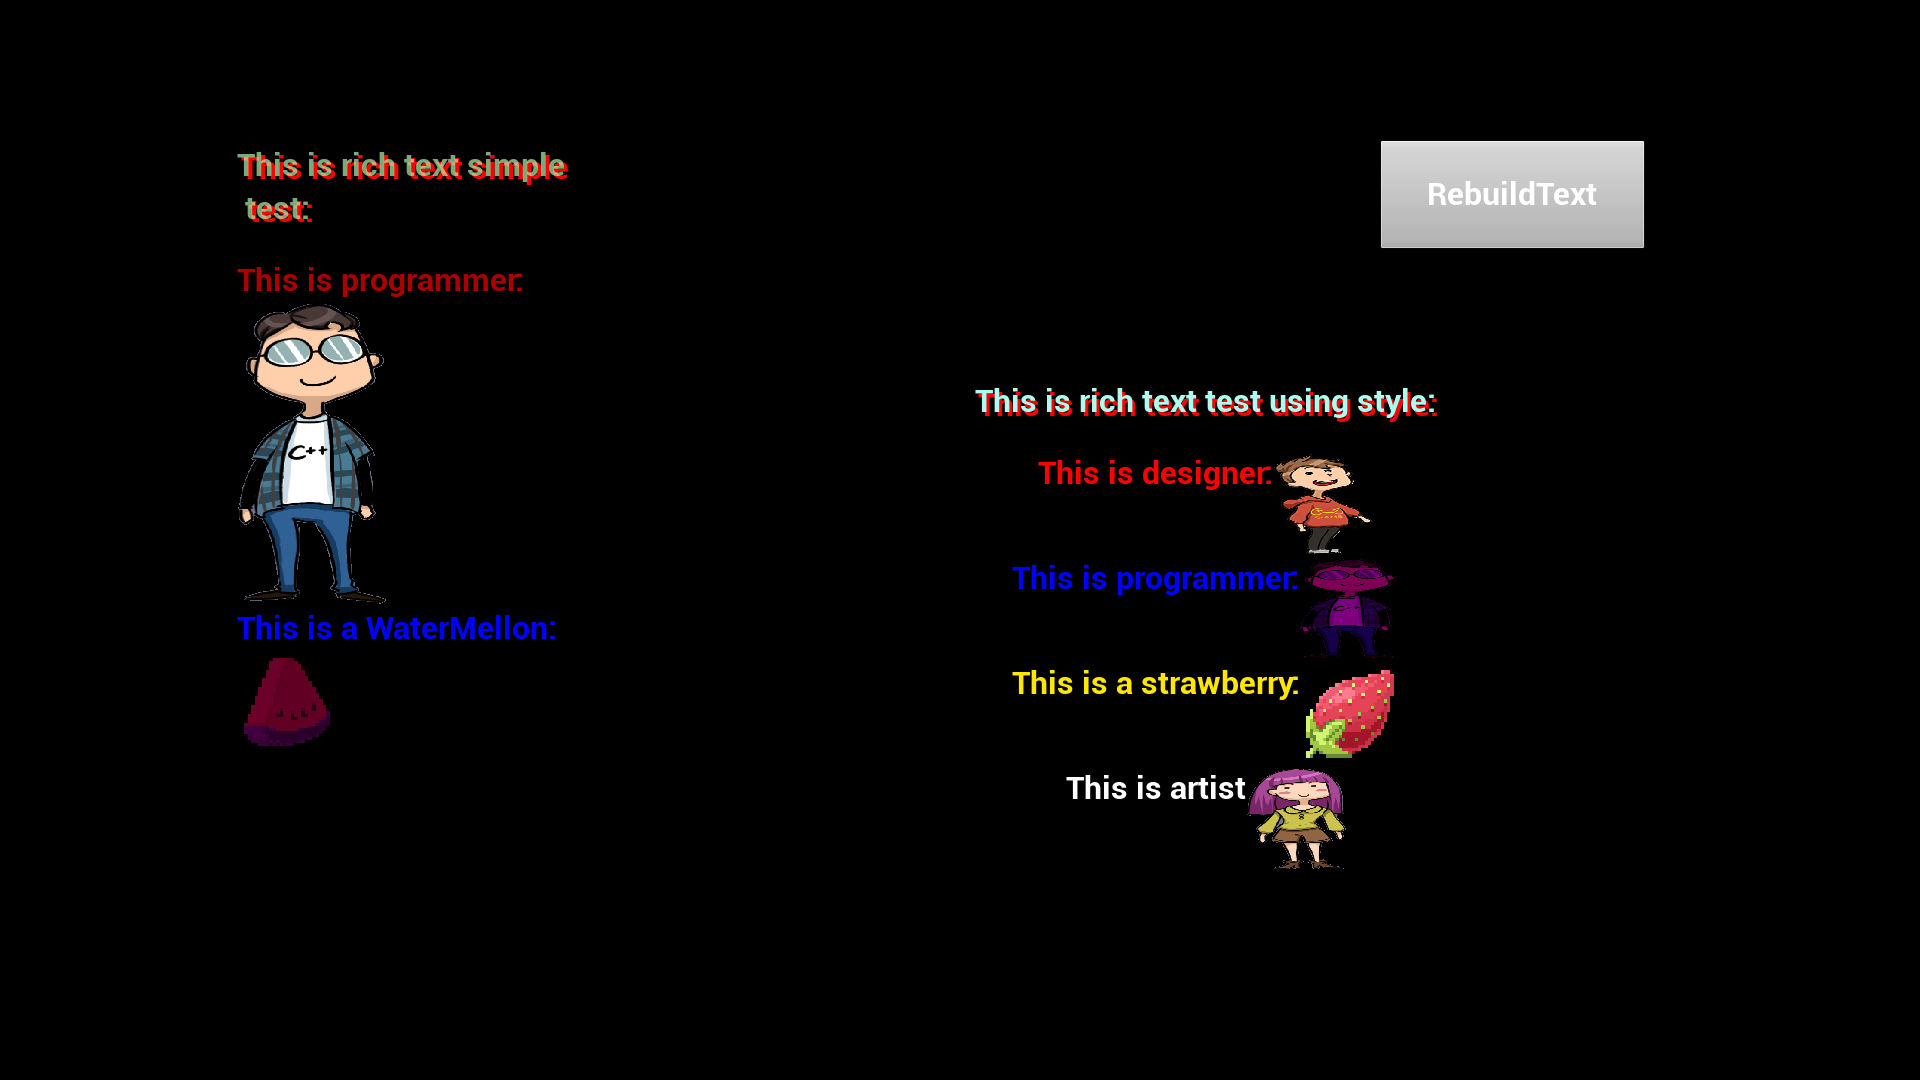 This is rich text simple
test:
This is programmer:
C++
This is a WaterMellon:
RebuildText
This is rich text test using style:
This is designer:
This is programmer:
C++
This is a strawberry:
This is artist